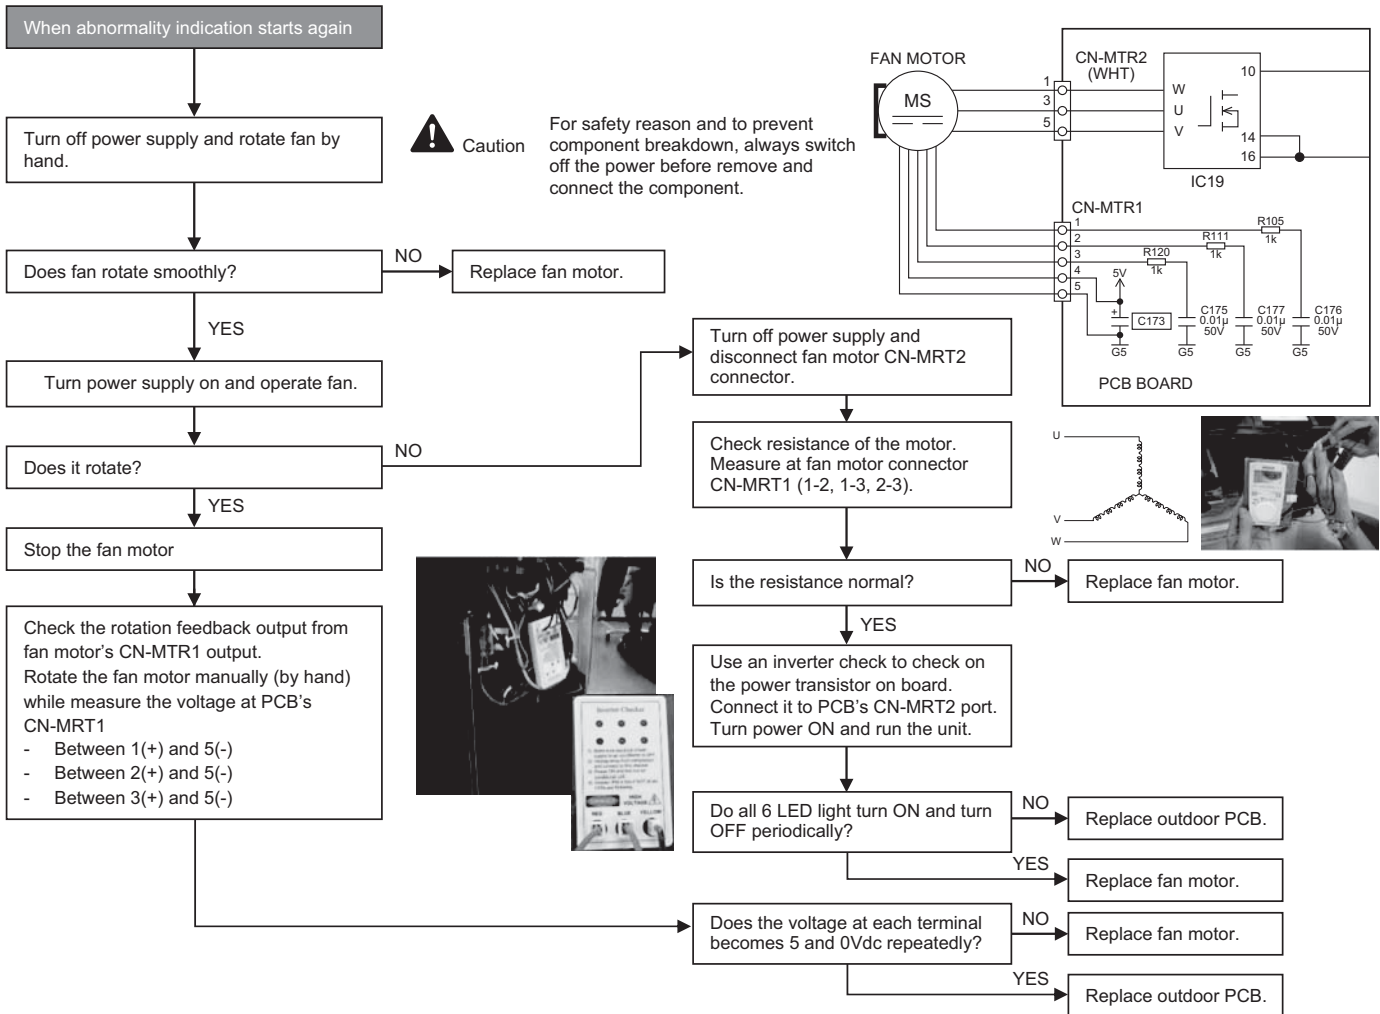 When abnormality indication starts again
Turn off power supply and rotate fan by
hand.
Caution
For safety reason and to prevent
component breakdown, always switch
off the power before remove and
connect the component.
Does fan rotate smoothly?
NO
Replace fan motor.
YES
Turn power supply on and operate fan.
Does it rotate?
NO
YES
Stop the fan motor
Check the rotation feedback output from
fan motor's CN-MTR1 output.
Rotate the fan motor manually (by hand)
while measure the voltage at PCB's
CN-MRT1
- Between 1(+) and 5(-)
- Between 2(+) and 5(-)
- Between 3(+) and 5(-)
Turn off power supply and
disconnect fan motor CN-MRT2
connector.
Check resistance of the motor.
Measure at fan motor connector
CN-MRT1 (1-2, 1-3, 2-3).
Is the resistance normal?
NO
Replace fan motor.
YES
Use an inverter check to check on
the power transistor on board.
Connect it to PCB's CN-MRT2 port.
Turn power ON and run the unit.
Do all 6 LED light turn ON and turn
OFF periodically?
NO
Replace outdoor PCB.
YES
Replace fan motor.
Does the voltage at each terminal
becomes 5 and 0Vdc repeatedly?
NO
Replace fan motor.
YES
Replace outdoor PCB.
FAN MOTOR
MS
CN-MTR2
(WHT)
1
3
5
W
U
V
10
14
16
IC19
CN-MTR1
1
2
3
4
5
R105
1k
R111
1k
R120
1k
5V
+
C173
C175
0.01μ
50V
C177
0.01μ
50V
C176
0.01μ
50V
G5
G5
G5
G5
PCB BOARD
U
V
W
Inverter Checker
HIGH
VOLTAGE
RED
BLUE
YELLOW